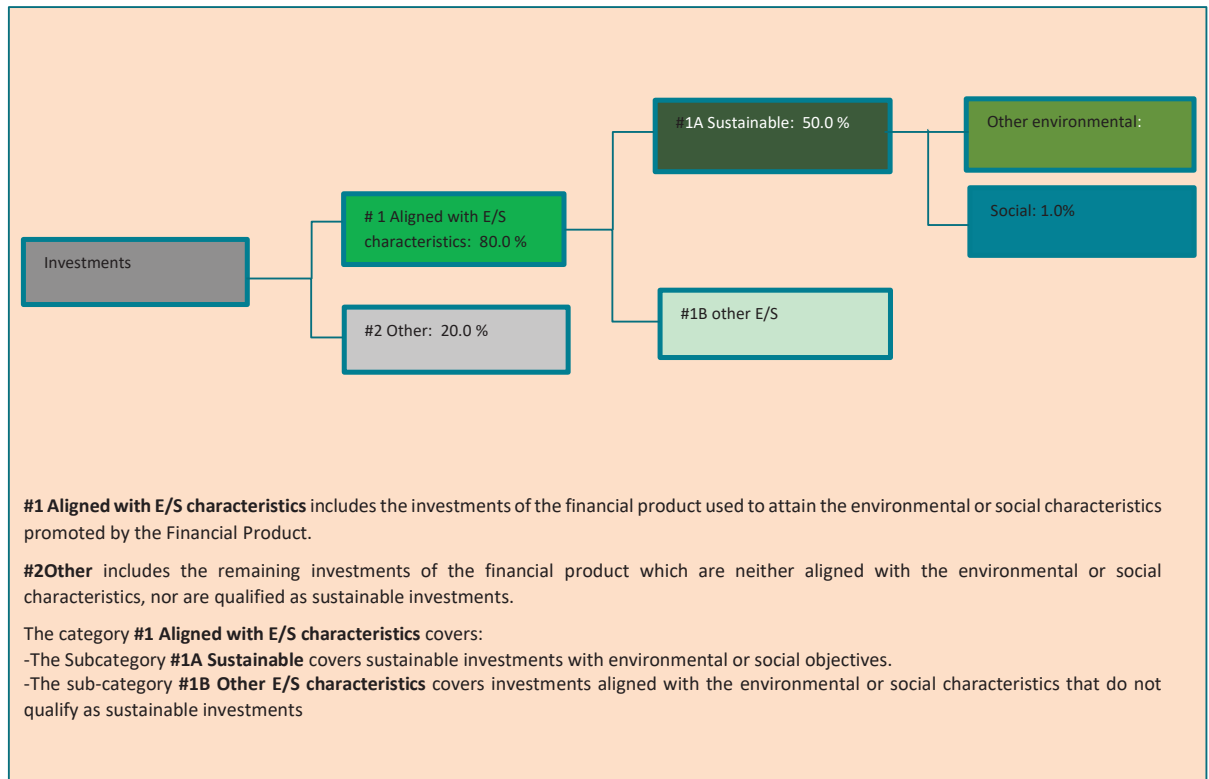 #1A Sustainable: 50.0 %
Other environmental:
# 1 Aligned with E/S
characteristics: 80.0 %
Social: 1.0%
Investments
#2 Other: 20.0 %
#1B other E/S
#1 Aligned with E/S characteristics includes the investments of the financial product used to attain the environmental or social characteristics
promoted by the Financial Product.
#2Other includes the remaining investments of the financial product which are neither aligned with the environmental or social
characteristics, nor are qualified as sustainable investments.
The category #1 Aligned with E/S characteristics covers:
-The Subcategory #1A Sustainable covers sustainable investments with environmental or social objectives.
-The sub-category #1B Other E/S characteristics covers investments aligned with the environmental or social characteristics that do not
qualify as sustainable investments